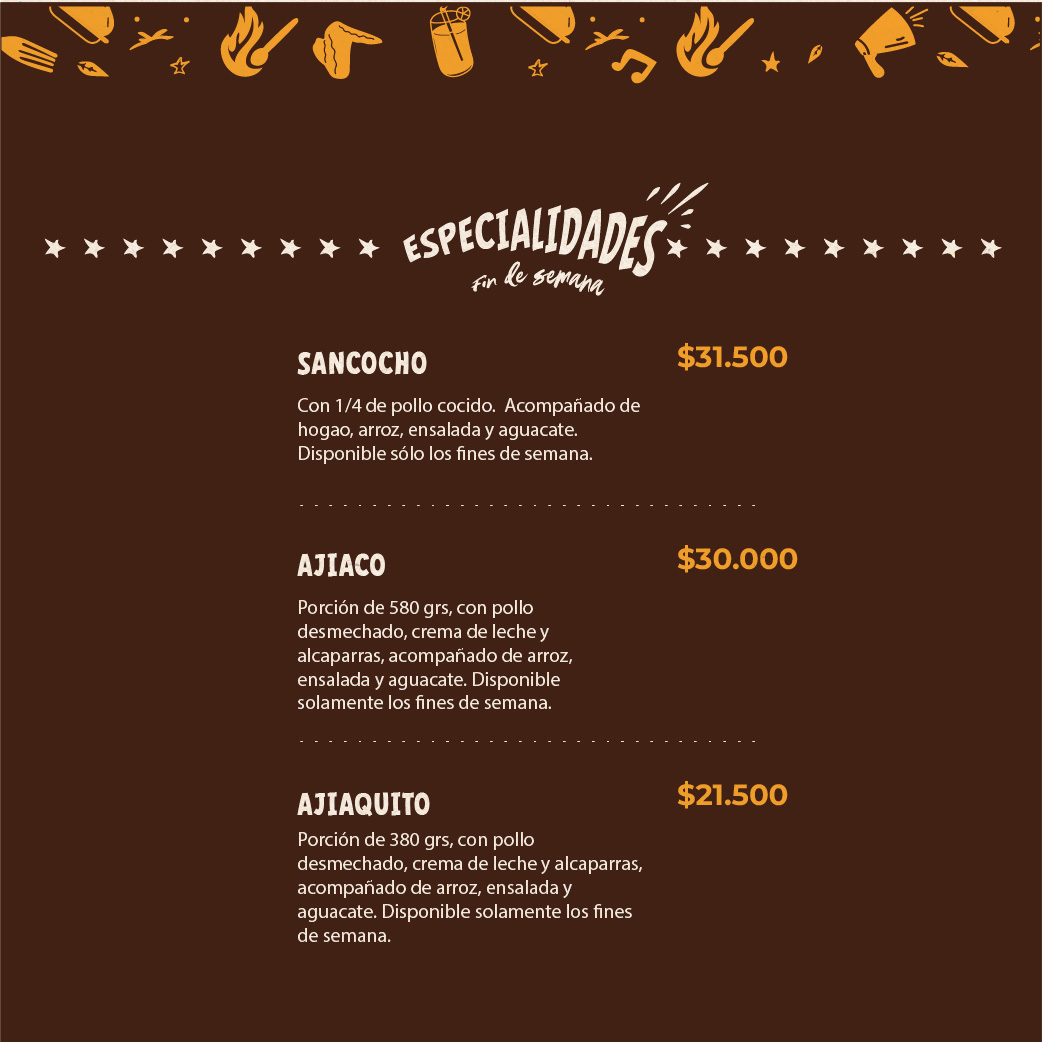 ESPECIALIDADES
Fin de semana
SANCOCHO
$31.500
Con 1/4 de pollo cocido.  Acompañado de
hogao, arroz, ensalada y aguacate.
Disponible sólo los fines de semana.
AJIACO
$30.000
Porción de 580 grs, con pollo
desmechado, crema de leche y
alcaparras, acompañado de arroz,
ensalada y aguacate. Disponible
solamente los fines de semana.
AJIAQUITO
$21.500
Porción de 380 grs, con pollo
desmechado, crema de leche y alcaparras,
acompañado de arroz, ensalada y
aguacate. Disponible solamente los fines
de semana.